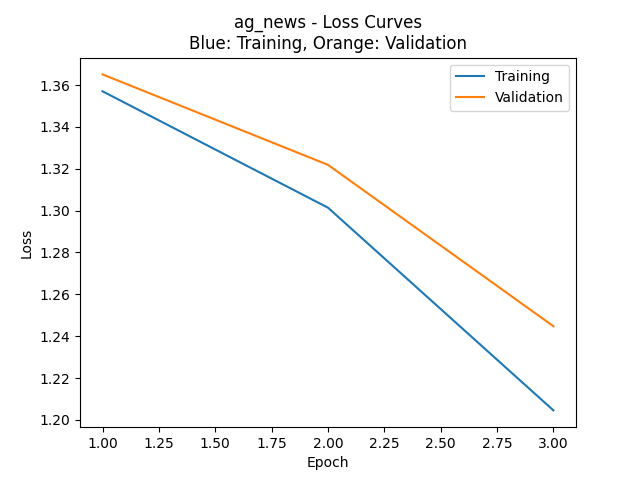 ag_news - Loss Curves
Blue: Training, Orange: Validation
Training
Validation
Loss
1.36
1.34
1.32
1.30
1.28
1.26
1.24
1.22
1.20
1.00 1.25 1.50 1.75 2.00 2.25 2.50 2.75 3.00
Epoch